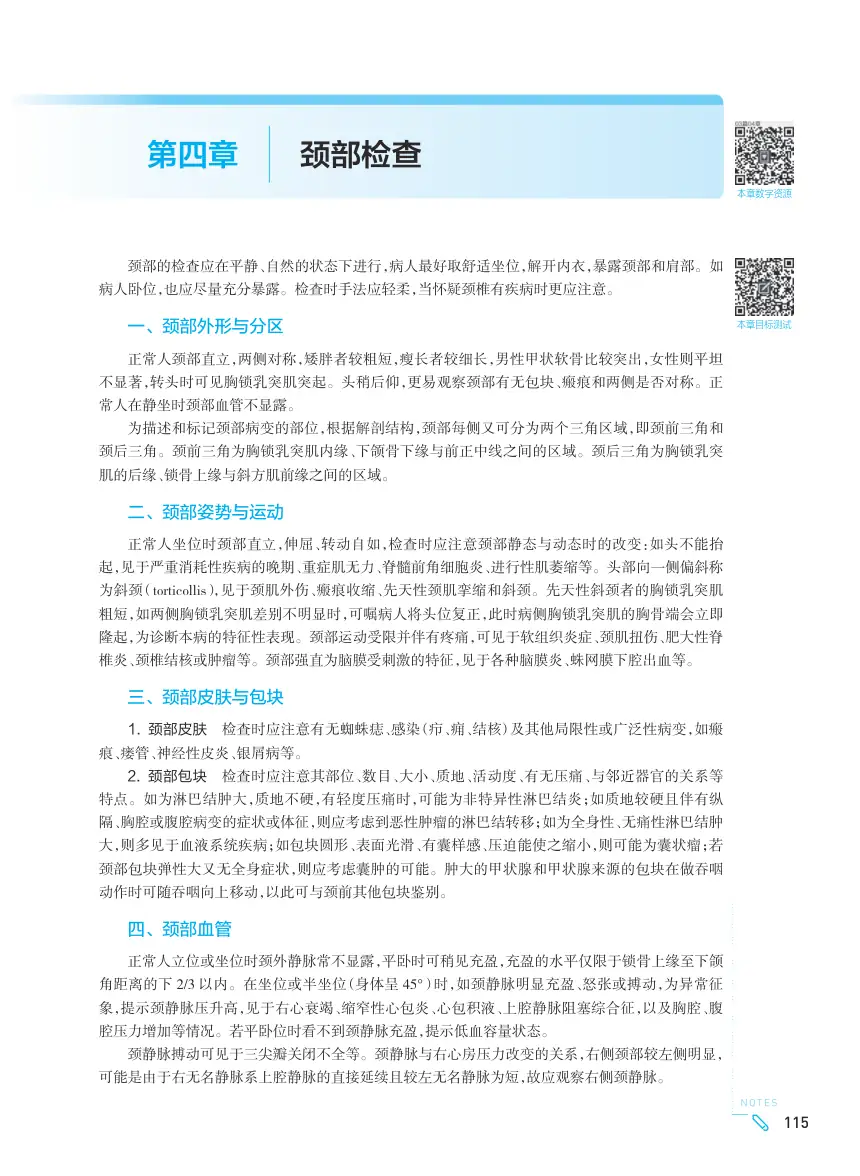 第四章
颈部检查
03篇04章
本章数字资源
颈部的检查应在平静、自然的状态下进行,病人最好取舒适坐位,解开内衣,暴露颈部和肩部。如
病人卧位,也应尽量充分暴露。检查时手法应轻柔,当怀疑颈椎有疾病时更应注意。
本章目标测试
一、颈部外形与分区
正常人颈部直立,两侧对称,矮胖者较粗短,瘦长者较细长,男性甲状软骨比较突出,女性则平坦
不显著,转头时可见胸锁乳突肌突起。头稍后仰,更易观察颈部有无包块、瘢痕和两侧是否对称。正
常人在静坐时颈部血管不显露。
为描述和标记颈部病变的部位,根据解剖结构,颈部每侧又可分为两个三角区域,即颈前三角和
颈后三角。颈前三角为胸锁乳突肌内缘、下颌骨下缘与前正中线之间的区域。颈后三角为胸锁乳突
肌的后缘、锁骨上缘与斜方肌前缘之间的区域。
二、颈部姿势与运动
正常人坐位时颈部直立,伸屈、转动自如,检查时应注意颈部静态与动态时的改变:如头不能抬
起,见于严重消耗性疾病的晚期、重症肌无力、脊髓前角细胞炎、进行性肌萎缩等。头部向一侧偏斜称
为斜颈(torticollis),见于颈肌外伤、瘢痕收缩、先天性颈肌挛缩和斜颈。先天性斜颈者的胸锁乳突肌
粗短,如两侧胸锁乳突肌差别不明显时,可嘱病人将头位复正,此时病侧胸锁乳突肌的胸骨端会立即
隆起,为诊断本病的特征性表现。颈部运动受限并伴有疼痛,可见于软组织炎症、颈肌扭伤、肥大性脊
椎炎、颈椎结核或肿瘤等。颈部强直为脑膜受刺激的特征,见于各种脑膜炎、蛛网膜下腔出血等。
三、颈部皮肤与包块
1. 颈部皮肤 检查时应注意有无蜘蛛痣、感染(疖、痈、结核)及其他局限性或广泛性病变,如瘢
痕、瘘管、神经性皮炎、银屑病等。
2. 颈部包块 检查时应注意其部位、数目、大小、质地、活动度、有无压痛、与邻近器官的关系等
特点。如为淋巴结肿大,质地不硬,有轻度压痛时,可能为非特异性淋巴结炎;如质地较硬且伴有纵
隔、胸腔或腹腔病变的症状或体征,则应考虑到恶性肿瘤的淋巴结转移;如为全身性、无痛性淋巴结肿
大,则多见于血液系统疾病;如包块圆形、表面光滑、有囊样感、压迫能使之缩小,则可能为囊状瘤;若
颈部包块弹性大又无全身症状,则应考虑囊肿的可能。肿大的甲状腺和甲状腺来源的包块在做吞咽
动作时可随吞咽向上移动,以此可与颈前其他包块鉴别。
四、颈部血管
正常人立位或坐位时颈外静脉常不显露,平卧时可稍见充盈,充盈的水平仅限于锁骨上缘至下颌
角距离的下 2/3 以内。在坐位或半坐位(身体呈 45°)时,如颈静脉明显充盈、怒张或搏动,为异常征
象,提示颈静脉压升高,见于右心衰竭、缩窄性心包炎、心包积液、上腔静脉阻塞综合征,以及胸腔、腹
腔压力增加等情况。若平卧位时看不到颈静脉充盈,提示低血容量状态。
颈静脉搏动可见于三尖瓣关闭不全等。颈静脉与右心房压力改变的关系,右侧颈部较左侧明显,
可能是由于右无名静脉系上腔静脉的直接延续且较左无名静脉为短,故应观察右侧颈静脉。
NOTES
115